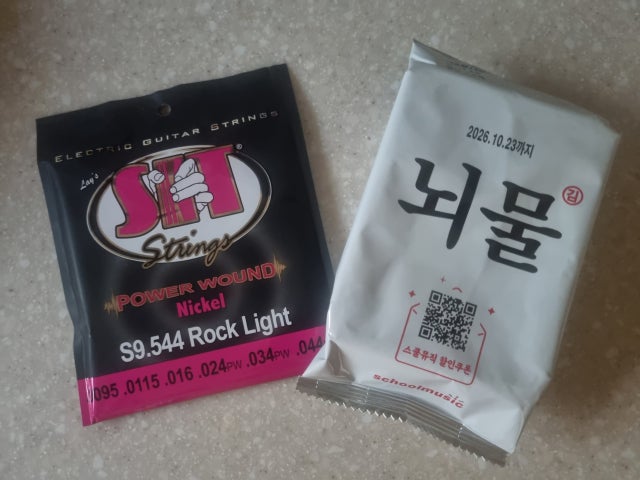 ELECTRIC GUITAR STRINGS
Lay's
SIT®
Strings
POWER WOUND
Nickel
S9.544 Rock Light
.0095 .0115 .016 .024PW .034PW .044
2026.10.23까지
뇌물
김
스쿨뮤직 할인쿠폰
schoolmusic